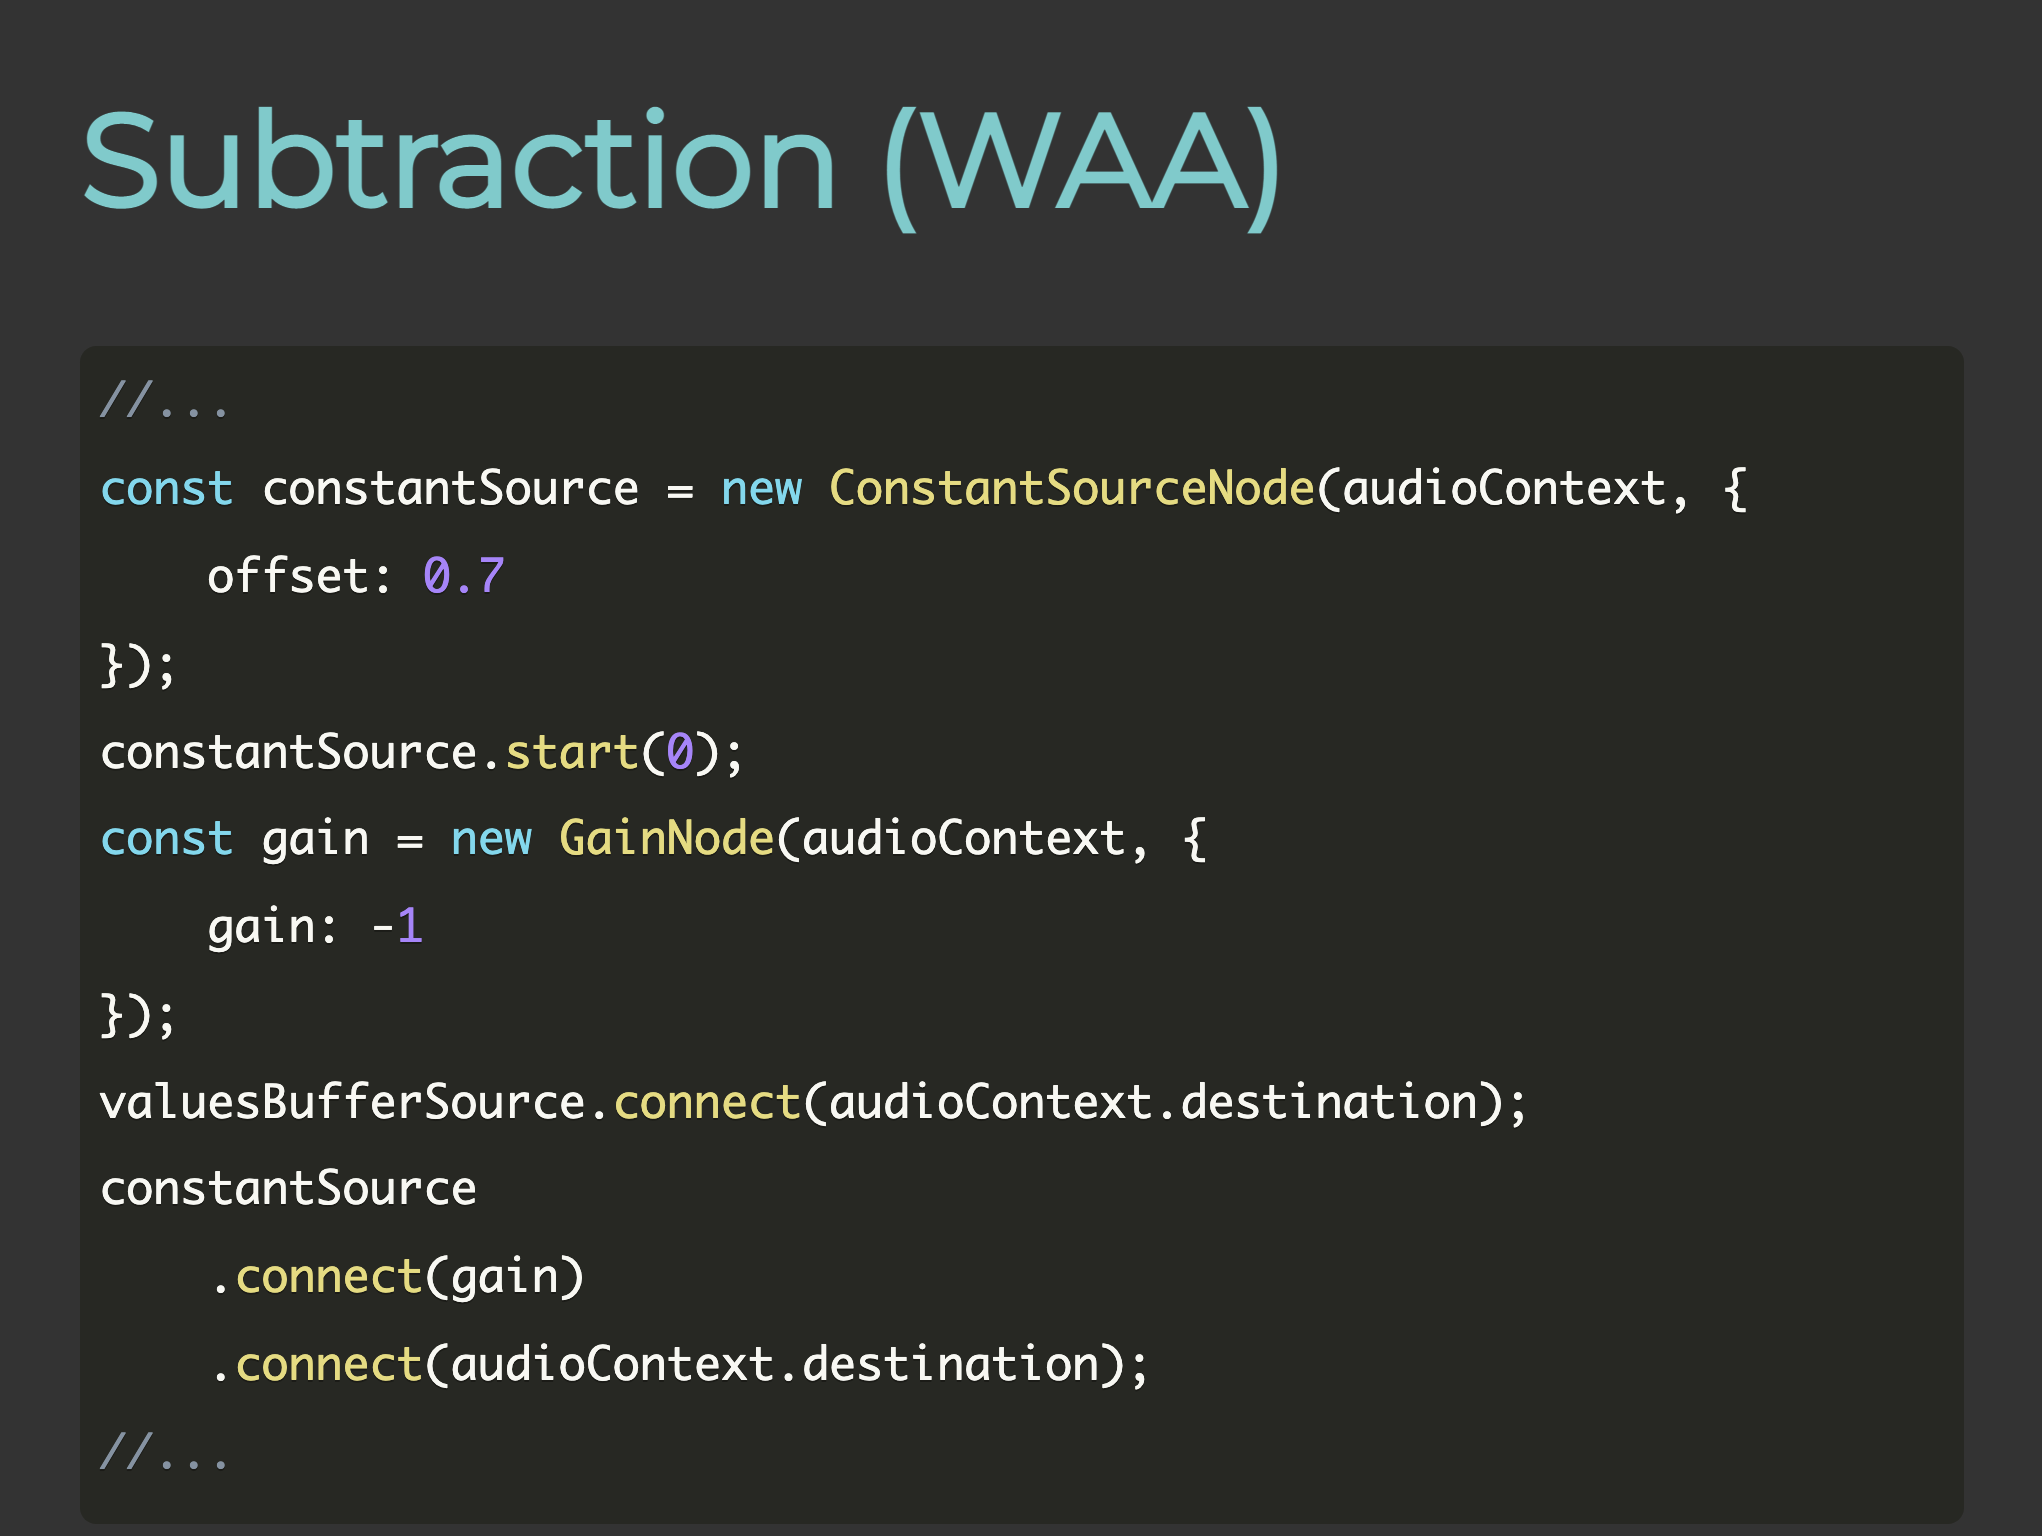 Subtraction (WAA)
//...
const constantSource = new ConstantSourceNode(audioContext, {
    offset: 0.7
});
constantSource.start(0);
const gain = new GainNode(audioContext, {
    gain: -1
});
valuesBufferSource.connect(audioContext.destination);
constantSource
    .connect(gain)
    .connect(audioContext.destination);
//...